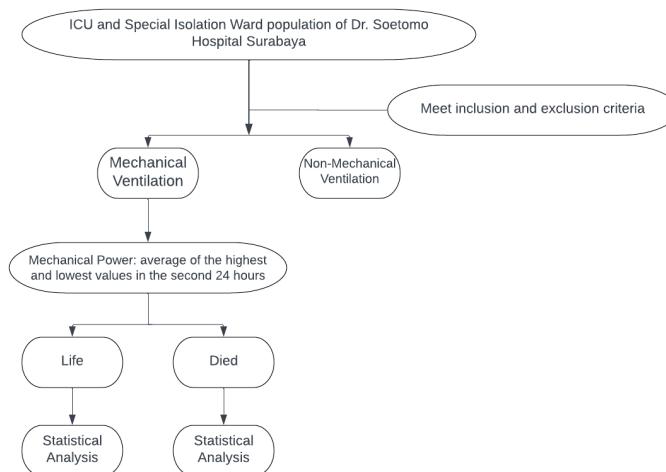 ICU and Special Isolation Ward population of Dr. Soetomo
Hospital Surabaya
Meet inclusion and exclusion criteria
Mechanical
Ventilation
Non-Mechanical
Ventilation
Mechanical Power: average of the highest
and lowest values in the second 24 hours
Life
Died
Statistical
Analysis
Statistical
Analysis